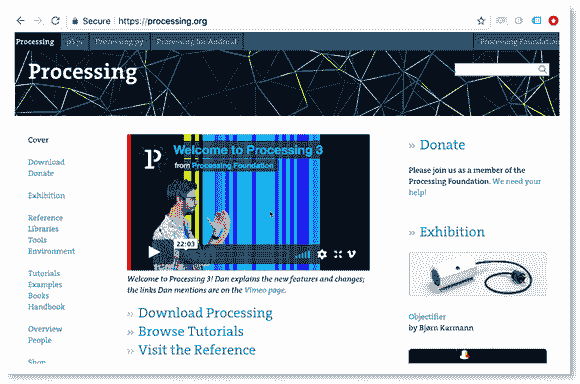 Secure https://processing.org
Processing p5.js Processing.py Processing for Android Processing Foundation
Processing
Cover
Download
Donate
Exhibition
Reference
Libraries
Tools
Environment
Tutorials
Examples
Books
Handbook
Overview
People
Shop
Welcome to Processing 3
from Processing Foundation
22:03
Welcome to Processing 3! Dan explains the new features and changes;
the links Dan mentions are on the Vimeo page.
» Download Processing
» Browse Tutorials
» Visit the Reference
» Donate
Please join us as a member of the
Processing Foundation. We need your
help!
» Exhibition
Objectifier
by Bjørn Karmann